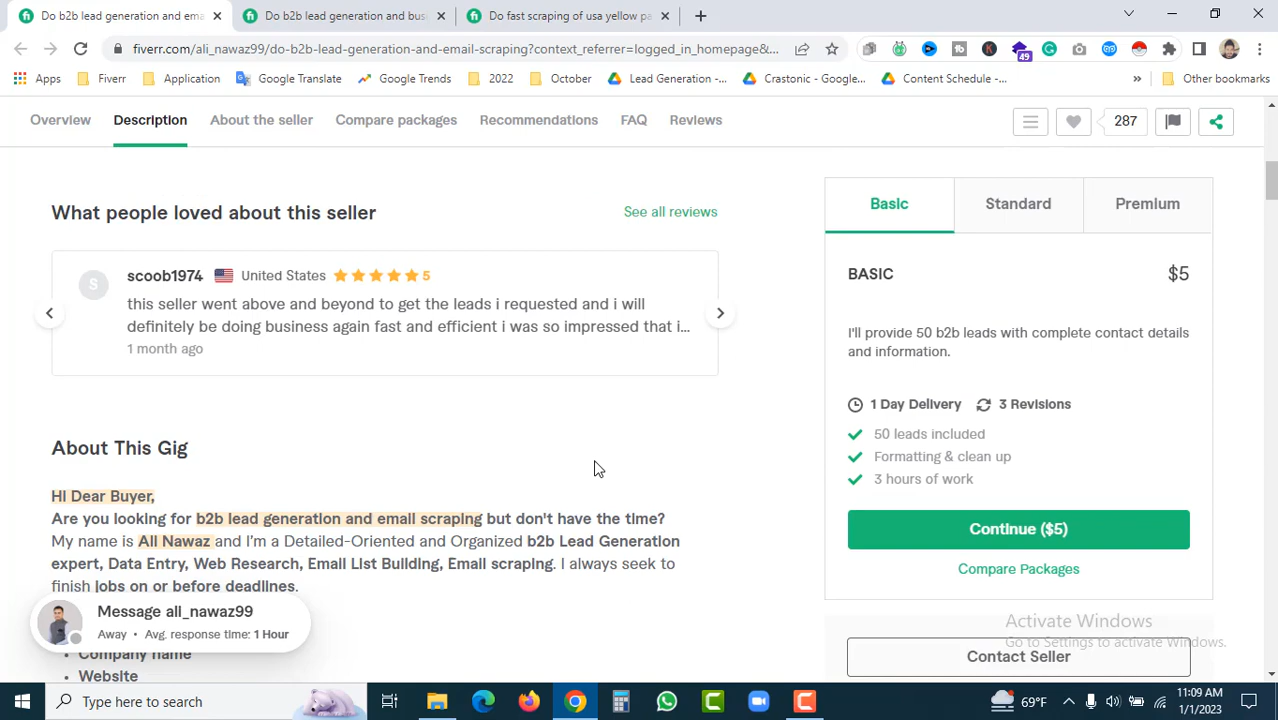 Do b2b lead generation and ema
Do b2b lead generation and bus
Do fast scraping of usa yellow pa
fiverr.com/ali_nawaz99/do-b2b-lead-generation-and-email-scraping?context_referrer=logged_in_homepage&...
49
Apps
Fiverr
Application
Google Translate
Google Trends
2022
October
Lead Generation -...
Crastonic - Google...
Content Schedule -...
»
Other bookmarks
Overview
Description
About the seller
Compare packages
Recommendations
FAQ
Reviews
287
What people loved about this seller
See all reviews
S
scoob1974 United States 5
this seller went above and beyond to get the leads i requested and i will
definitely be doing business again fast and efficient i was so impressed that i...
1 month ago
About This Gig
HI Dear Buyer,
Are you looking for b2b lead generation and email scraping but don't have the time?
My name is Ali Nawaz and I'm a Detailed-Oriented and Organized b2b Lead Generation
expert, Data Entry, Web Research, Email List Building, Email scraping. I always seek to
finish jobs on or before deadlines.
Message ali_nawaz99
Away • Avg. response time: 1 Hour
• Company name
• Website
Basic
Standard
Premium
BASIC
$5
I'll provide 50 b2b leads with complete contact details
and information.
1 Day Delivery
3 Revisions
50 leads included
Formatting & clean up
3 hours of work
Continue ($5)
Compare Packages
Activate Windows
Go to Settings to activate Windows.
Contact Seller
Type here to search
69°F
11:09 AM
1/1/2023